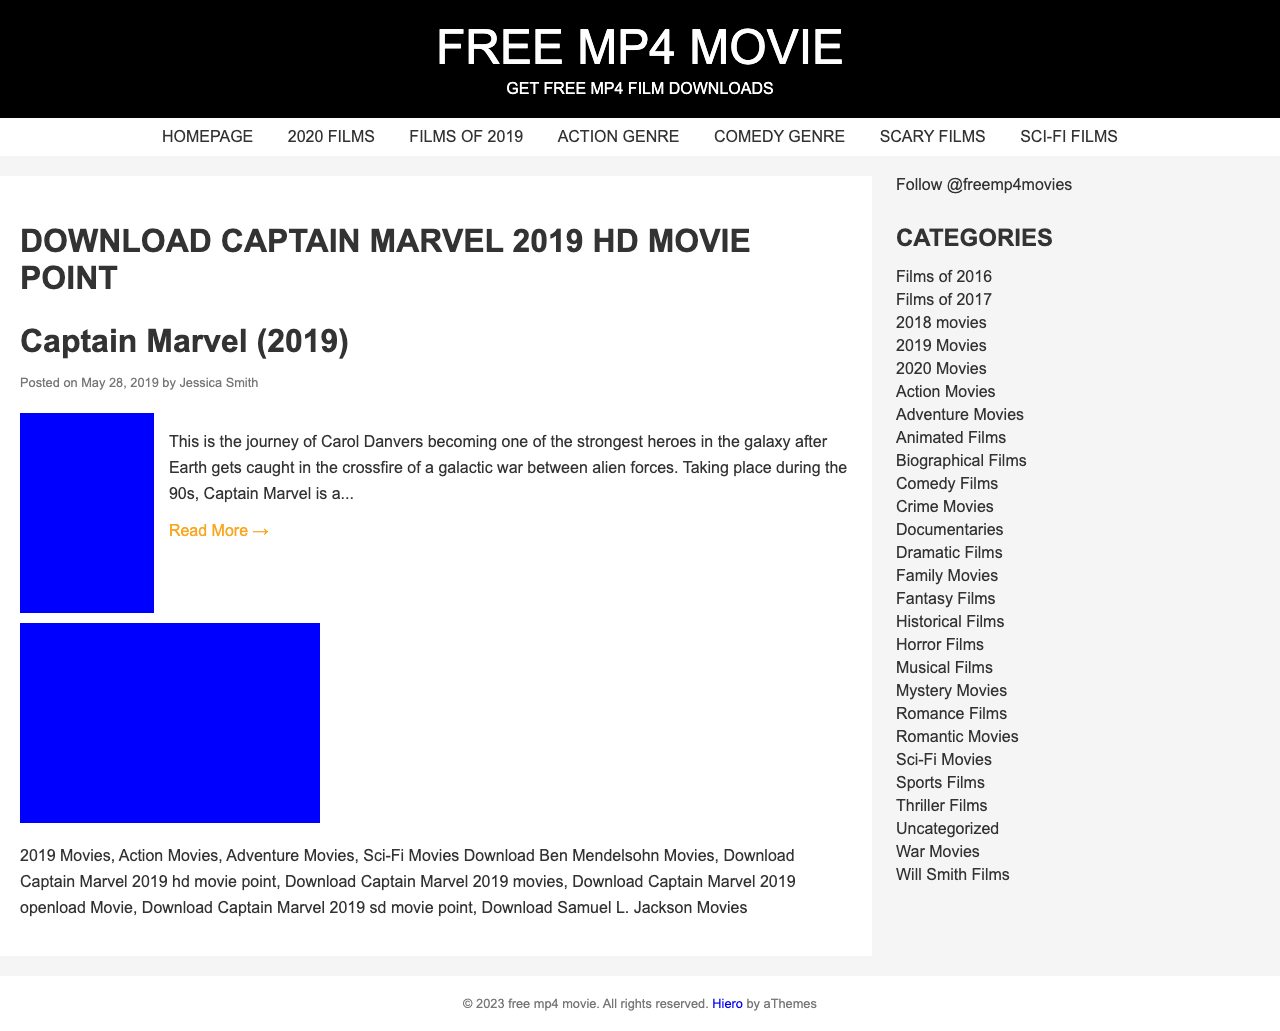 FREE MP4 MOVIE
GET FREE MP4 FILM DOWNLOADS
HOMEPAGE 2020 FILMS FILMS OF 2019 ACTION GENRE COMEDY GENRE SCARY FILMS SCI-FI FILMS
DOWNLOAD CAPTAIN MARVEL 2019 HD MOVIE
POINT
Captain Marvel (2019)
Posted on May 28, 2019 by Jessica Smith
This is the journey of Carol Danvers becoming one of the strongest heroes in the galaxy after
Earth gets caught in the crossfire of a galactic war between alien forces. Taking place during the
90s, Captain Marvel is a...
Read More →
2019 Movies, Action Movies, Adventure Movies, Sci-Fi Movies Download Ben Mendelsohn Movies, Download
Captain Marvel 2019 hd movie point, Download Captain Marvel 2019 movies, Download Captain Marvel 2019
openload Movie, Download Captain Marvel 2019 sd movie point, Download Samuel L. Jackson Movies
Follow @freemp4movies
CATEGORIES
Films of 2016
Films of 2017
2018 movies
2019 Movies
2020 Movies
Action Movies
Adventure Movies
Animated Films
Biographical Films
Comedy Films
Crime Movies
Documentaries
Dramatic Films
Family Movies
Fantasy Films
Historical Films
Horror Films
Musical Films
Mystery Movies
Romance Films
Romantic Movies
Sci-Fi Movies
Sports Films
Thriller Films
Uncategorized
War Movies
Will Smith Films
© 2023 free mp4 movie. All rights reserved. Hiero by aThemes